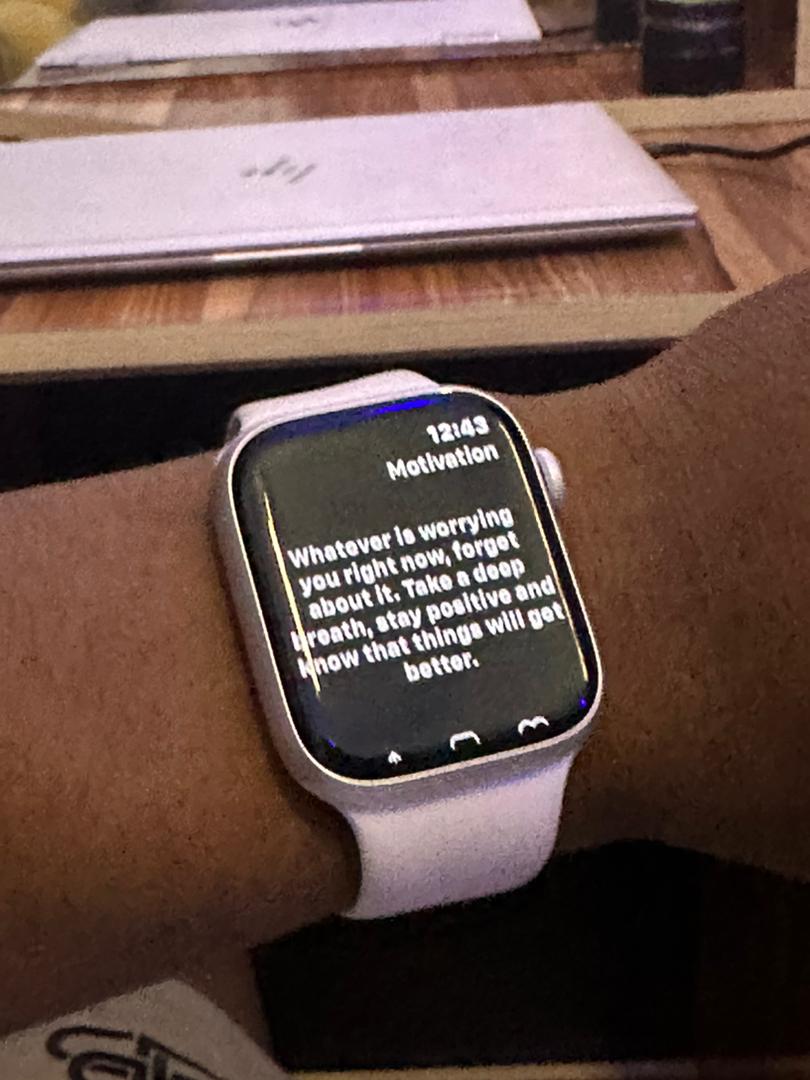 hp
12:43
Motivation
Whatever is worrying
you right now, forget
about it. Take a deep
breath, stay positive and
know that things will get
better.